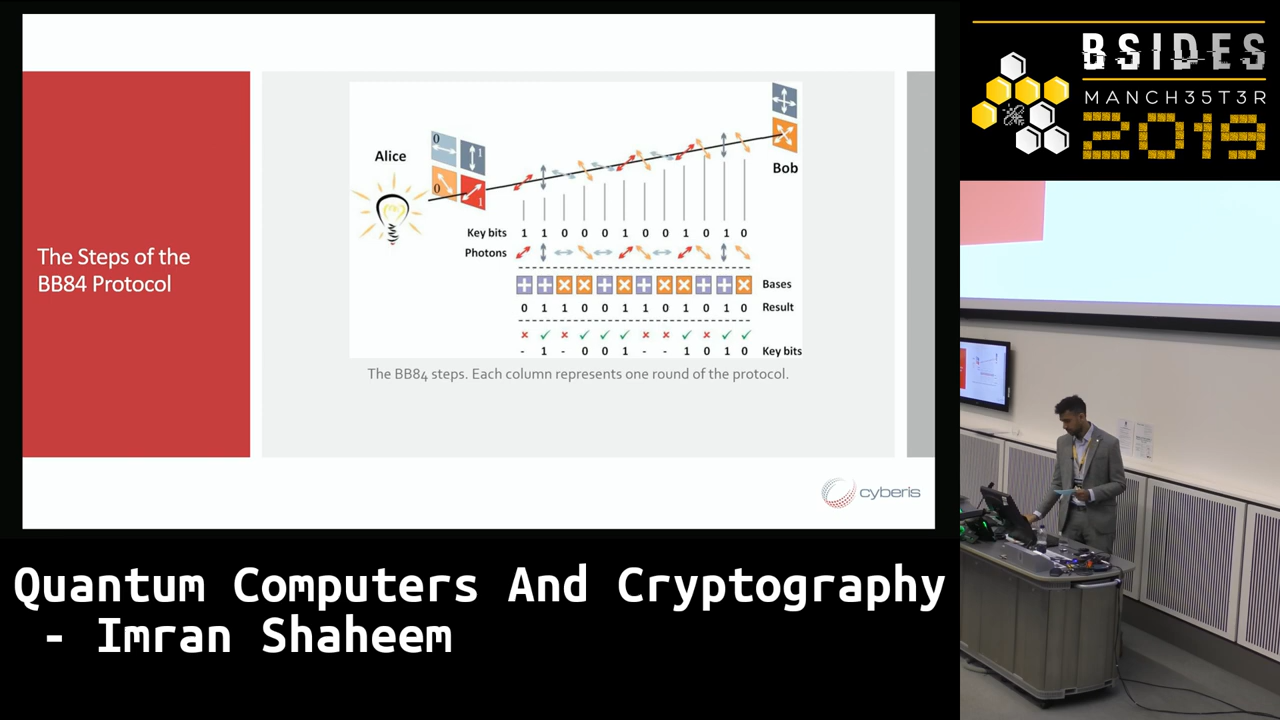 The Steps of the
BB84 Protocol
Alice
0
1
0
1
Bob
Key bits 1 1 0 0 0 1 0 0 1 0 1 0
Photons
Bases
0 1 1 0 0 1 1 0 1 0 1 0 Result
- 1 - 0 0 1 - - 1 0 1 0 Key bits
The BB84 steps. Each column represents one round of the protocol.
cyberis
BSIDES
MANCH35T3R
2019
Quantum Computers And Cryptography
- Imran Shaheem